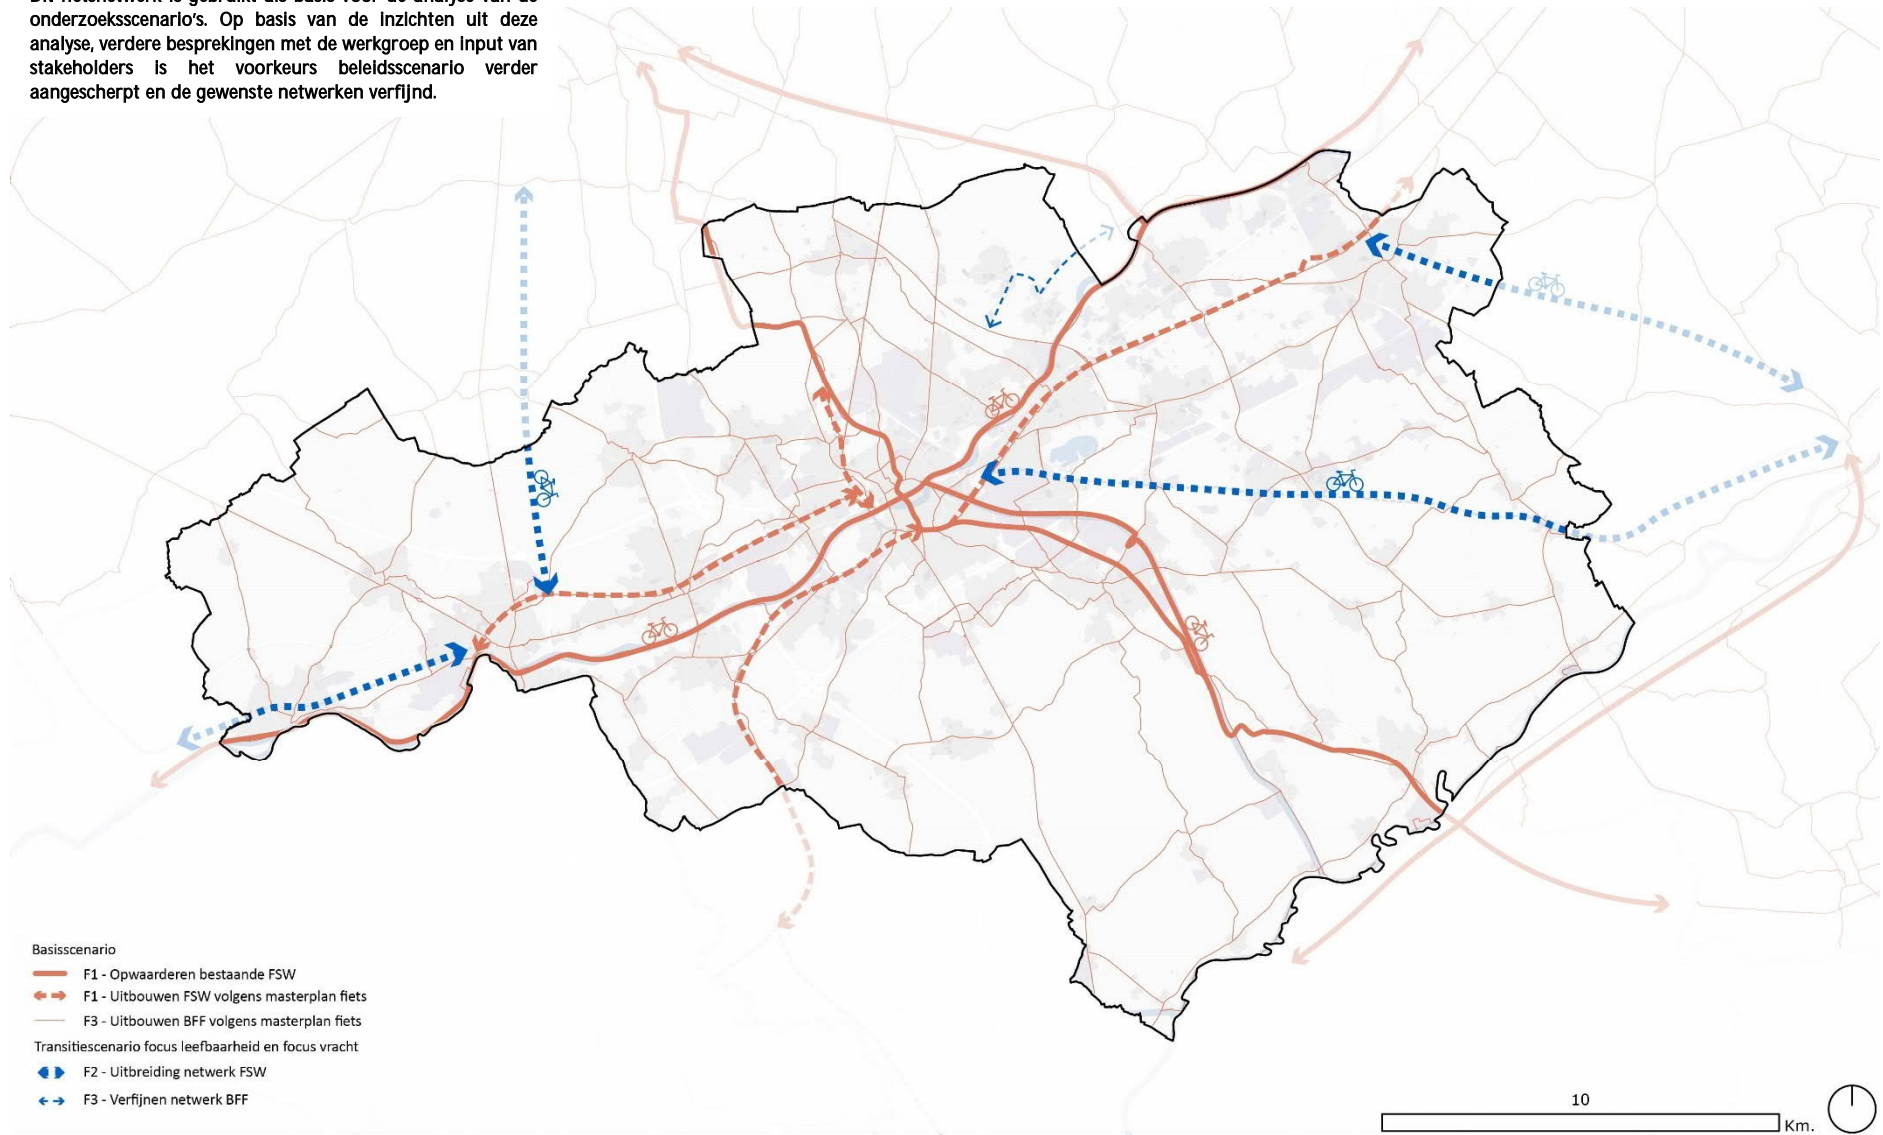 onderzoeksscenario's. Op basis van de inzichten uit deze
analyse, verdere besprekingen met de werkgroep en input van
stakeholders is het voorkeurs beleidsscenario verder
aangescherpt en de gewenste netwerken verfijnd.
Basisscenario
F1 - Opwaarderen bestaande FSW
F1 - Uitbouwen FSW volgens masterplan fiets
F3 - Uitbouwen BFF volgens masterplan fiets
Transitiescenario focus leefbaarheid en focus vracht
F2 - Uitbreiding netwerk FSW
F3 - Verfijnen netwerk BFF
10
Km.